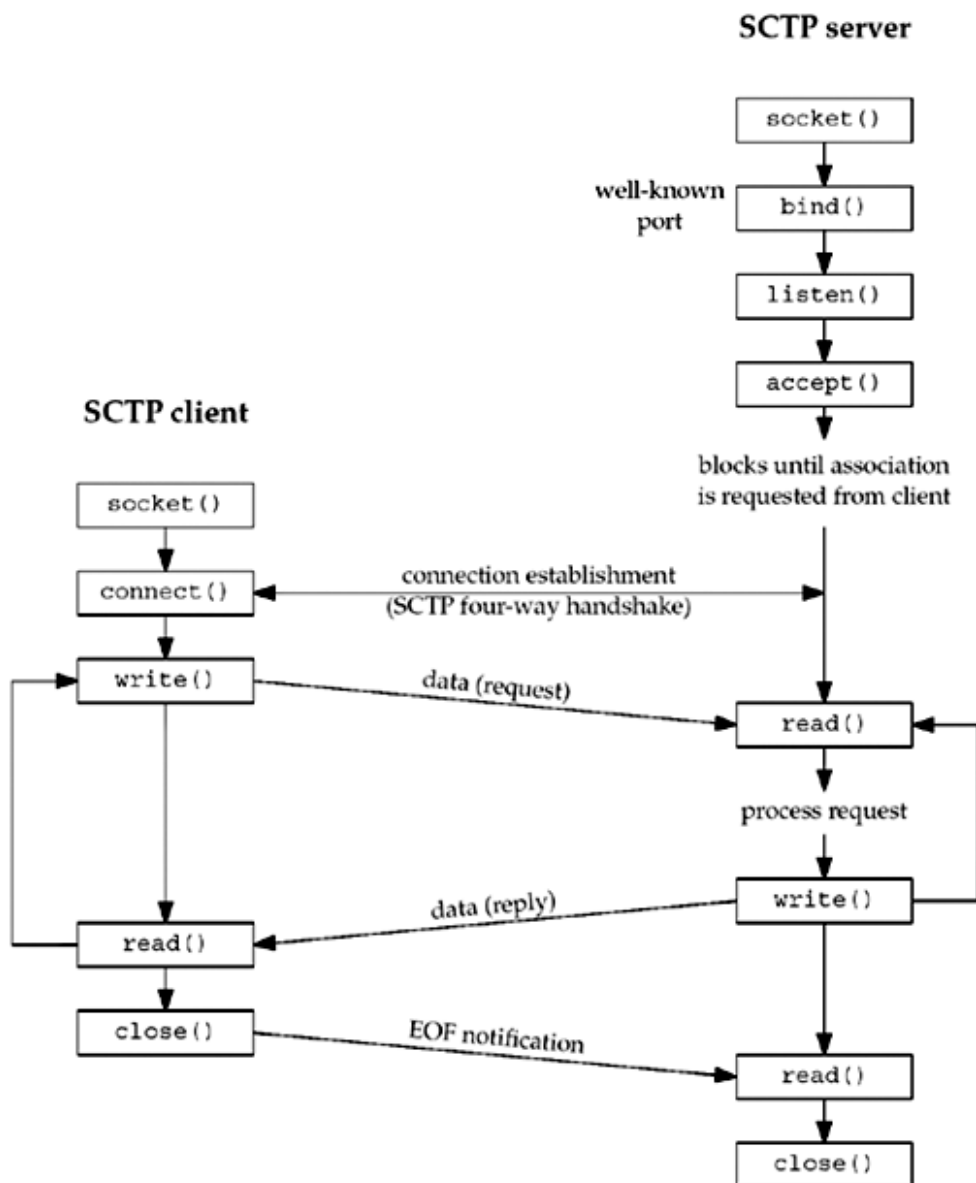 SCTP server
socket()
well-known
port
bind()
listen()
accept()
blocks until association
is requested from client
SCTP client
socket()
connect()
connection establishment
(SCTP four-way handshake)
write()
data (request)
read()
process request
write()
data (reply)
read()
close()
EOF notification
read()
close()